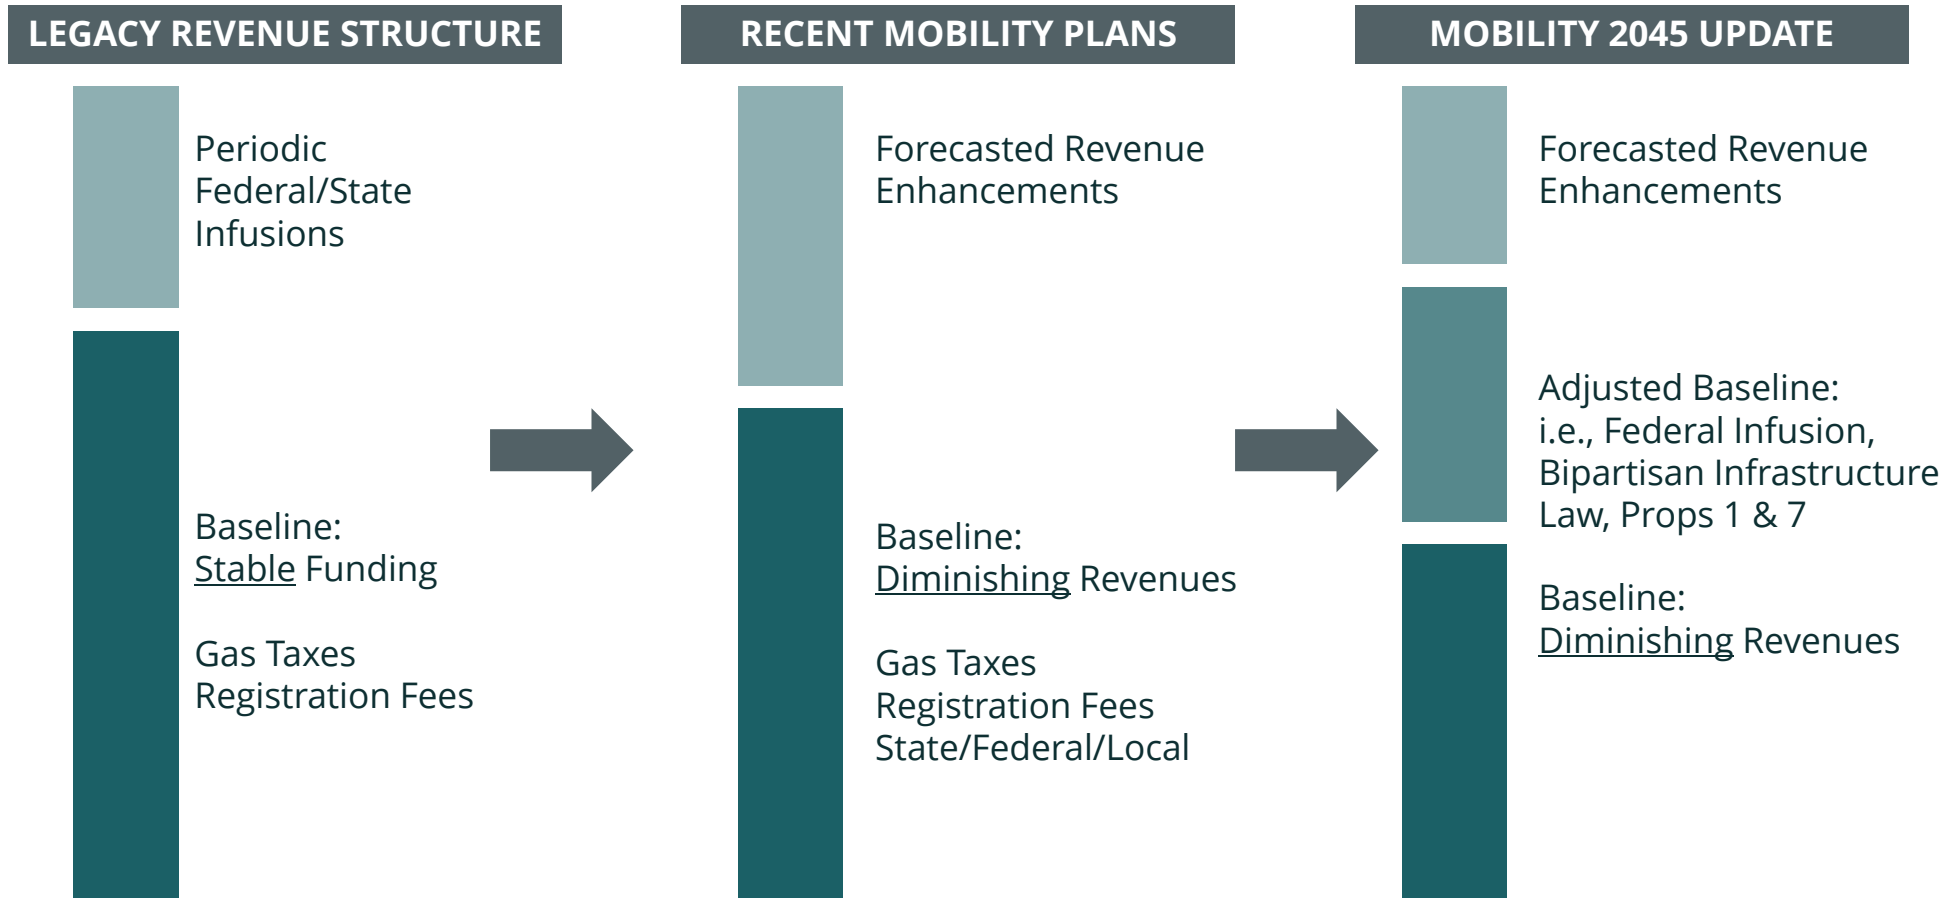 LEGACY REVENUE STRUCTURE
Periodic
Federal/State
Infusions
Baseline:
Stable Funding
Gas Taxes
Registration Fees
RECENT MOBILITY PLANS
Forecasted Revenue
Enhancements
Baseline:
Diminishing Revenues
Gas Taxes
Registration Fees
State/Federal/Local
MOBILITY 2045 UPDATE
Forecasted Revenue
Enhancements
Adjusted Baseline:
i.e., Federal Infusion,
Bipartisan Infrastructure
Law, Props 1 & 7
Baseline:
Diminishing Revenues